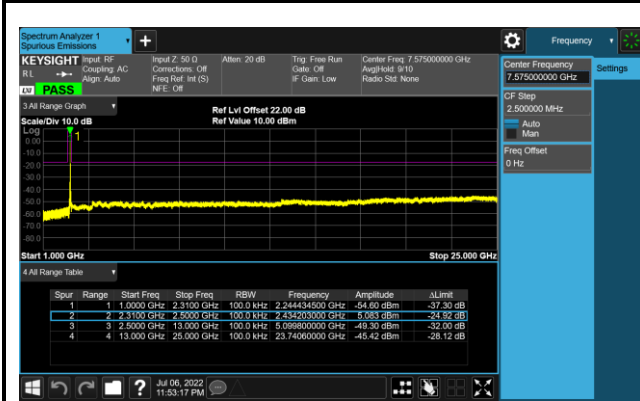 Spectrum Analyzer 1
Spurious Emissions
Frequency
KEYSIGHT Input: RF Input Z: 50 Ω Atten: 20 dB Trig: Free Run Center Freq: 7.575000000 GHz
RL Coupling: AC Corrections: Off Gate: Off Avg|Hold: 9/10
Align: Auto Freq Ref: Int (S) IF Gain: Low Radio Std: None
LXI PASS NFE: Off
Center Frequency
7.575000000 GHz
Settings
CF Step
2.500000 MHz
Auto
Man
Freq Offset
0 Hz
3 All Range Graph
Ref Lvl Offset 22.00 dB
Scale/Div 10.0 dB Ref Value 10.00 dBm
Log
1
0.00
-10.0
-20.0
-30.0
-40.0
-50.0
-60.0
-70.0
-80.0
Start 1.000 GHz Stop 25.000 GHz
4 All Range Table
Spur Range Start Freq Stop Freq RBW Frequency Amplitude ΔLimit
1 1 1.0000 GHz 2.3100 GHz 100.0 kHz 2.244434500 GHz -54.60 dBm -37.30 dB
2 2 2.3100 GHz 2.5000 GHz 100.0 kHz 2.434203000 GHz 5.083 dBm -24.92 dB
3 3 2.5000 GHz 13.000 GHz 100.0 kHz 5.099800000 GHz -49.30 dBm -32.00 dB
4 4 13.000 GHz 25.000 GHz 100.0 kHz 23.74060000 GHz -45.42 dBm -28.12 dB
Jul 06, 2022
11:53:17 PM